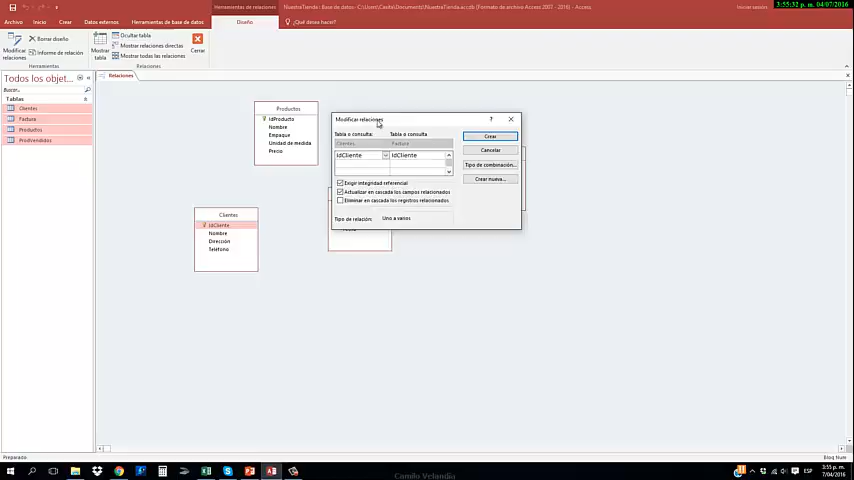 Herramientas de relaciones
NuestraTienda : Base de datos- C:\Users\Casita\Documents\NuestraTienda.accdb (Formato de archivo Access 2007 - 2016) - Access
Iniciar sesión
3:55:32 p. m. 04/07/2016
Archivo
Inicio
Crear
Datos externos
Herramientas de base de datos
Diseño
¿Qué desea hacer?
Modificar relaciones
Borrar diseño
Informe de relación
Herramientas
Mostrar tabla
Ocultar tabla
Mostrar relaciones directas
Mostrar todas las relaciones
Relaciones
Cerrar
Todos los objet...
Buscar...
Tablas
Clientes
Factura
Productos
ProdVendidos
Relaciones
Productos
IdProducto
Nombre
Empaque
Unidad de medida
Precio
Clientes
IdCliente
Nombre
Dirección
Teléfono
Modificar relaciones
?
Tabla o consulta:
Tabla o consulta
Clientes
Factura
IdCliente
IdCliente
Exigir integridad referencial
Actualizar en cascada los campos relacionados
Eliminar en cascada los registros relacionados
Tipo de relación:
Uno a varios
Crear
Cancelar
Tipo de combinación...
Crear nueva...
Preparado
Bloq Num
Camilo Velandia
ESP
3:55 p. m.
7/04/2016